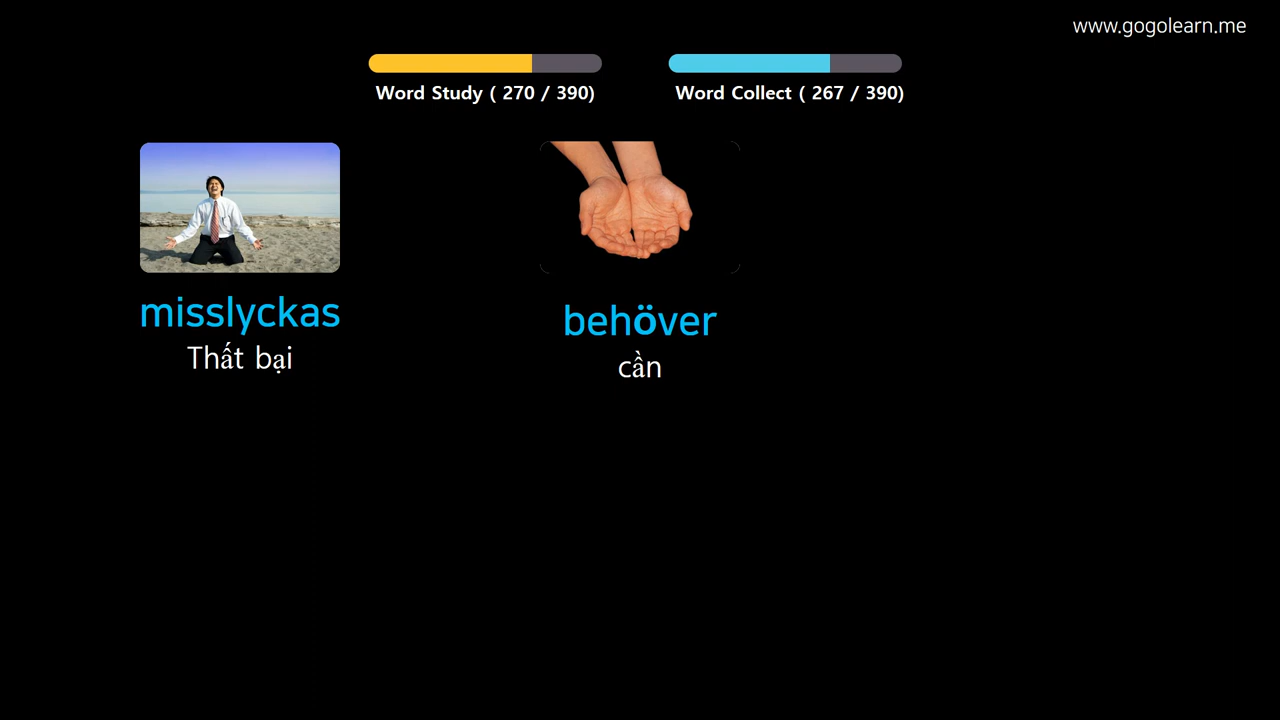 www.gogolearn.me
Word Study ( 270 / 390)
Word Collect ( 267 / 390)
misslyckas
Thất bại
behöver
cần